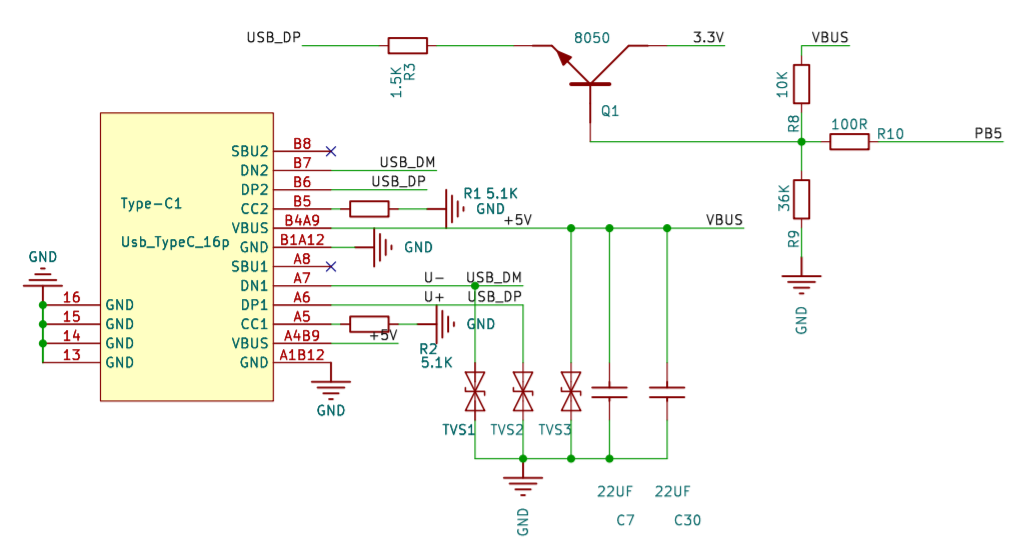 USB_DP
1.5K
R3
8050
Q1
3.3V
VBUS
10K
R8
100R
R10
PB5
36K
R9
GND
Type-C1
Usb_TypeC_16p
SBU2
B8
DN2
B7
USB_DM
DP2
B6
USB_DP
CC2
B5
R1 5.1K
GND
VBUS
B4A9
+5V
VBUS
GND
B1A12
GND
SBU1
A8
DN1
A7
U-
USB_DM
DP1
A6
U+
USB_DP
CC1
A5
GND
VBUS
A4B9
+5V
R2
5.1K
GND
A1B12
GND
GND
16
GND
15
GND
14
GND
13
GND
TVS1
TVS2
TVS3
GND
22UF
C7
22UF
C30